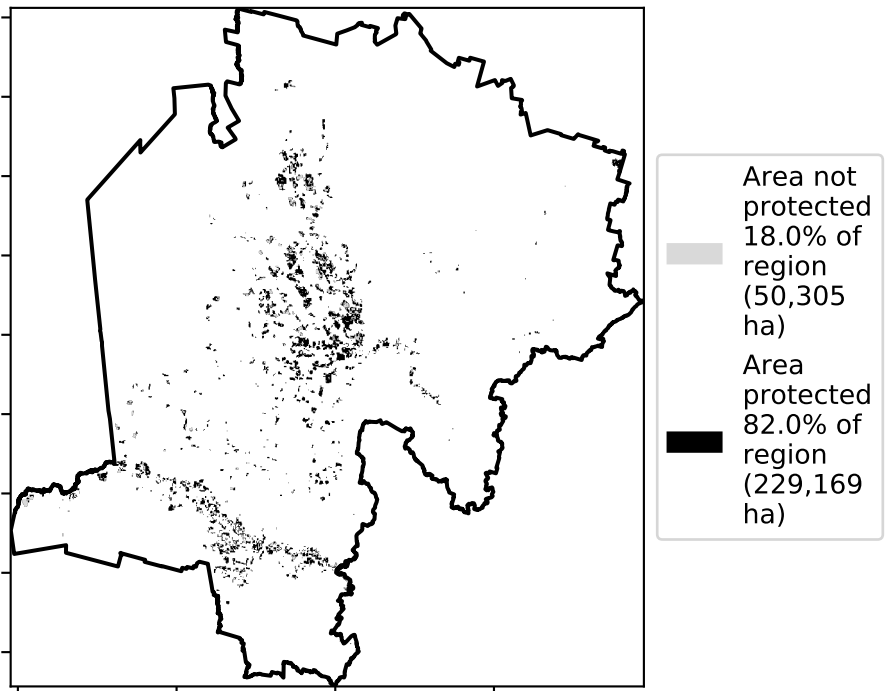 Area not
protected
18.0% of
region
(50,305
ha)
Area
protected
82.0% of
region
(229,169
ha)